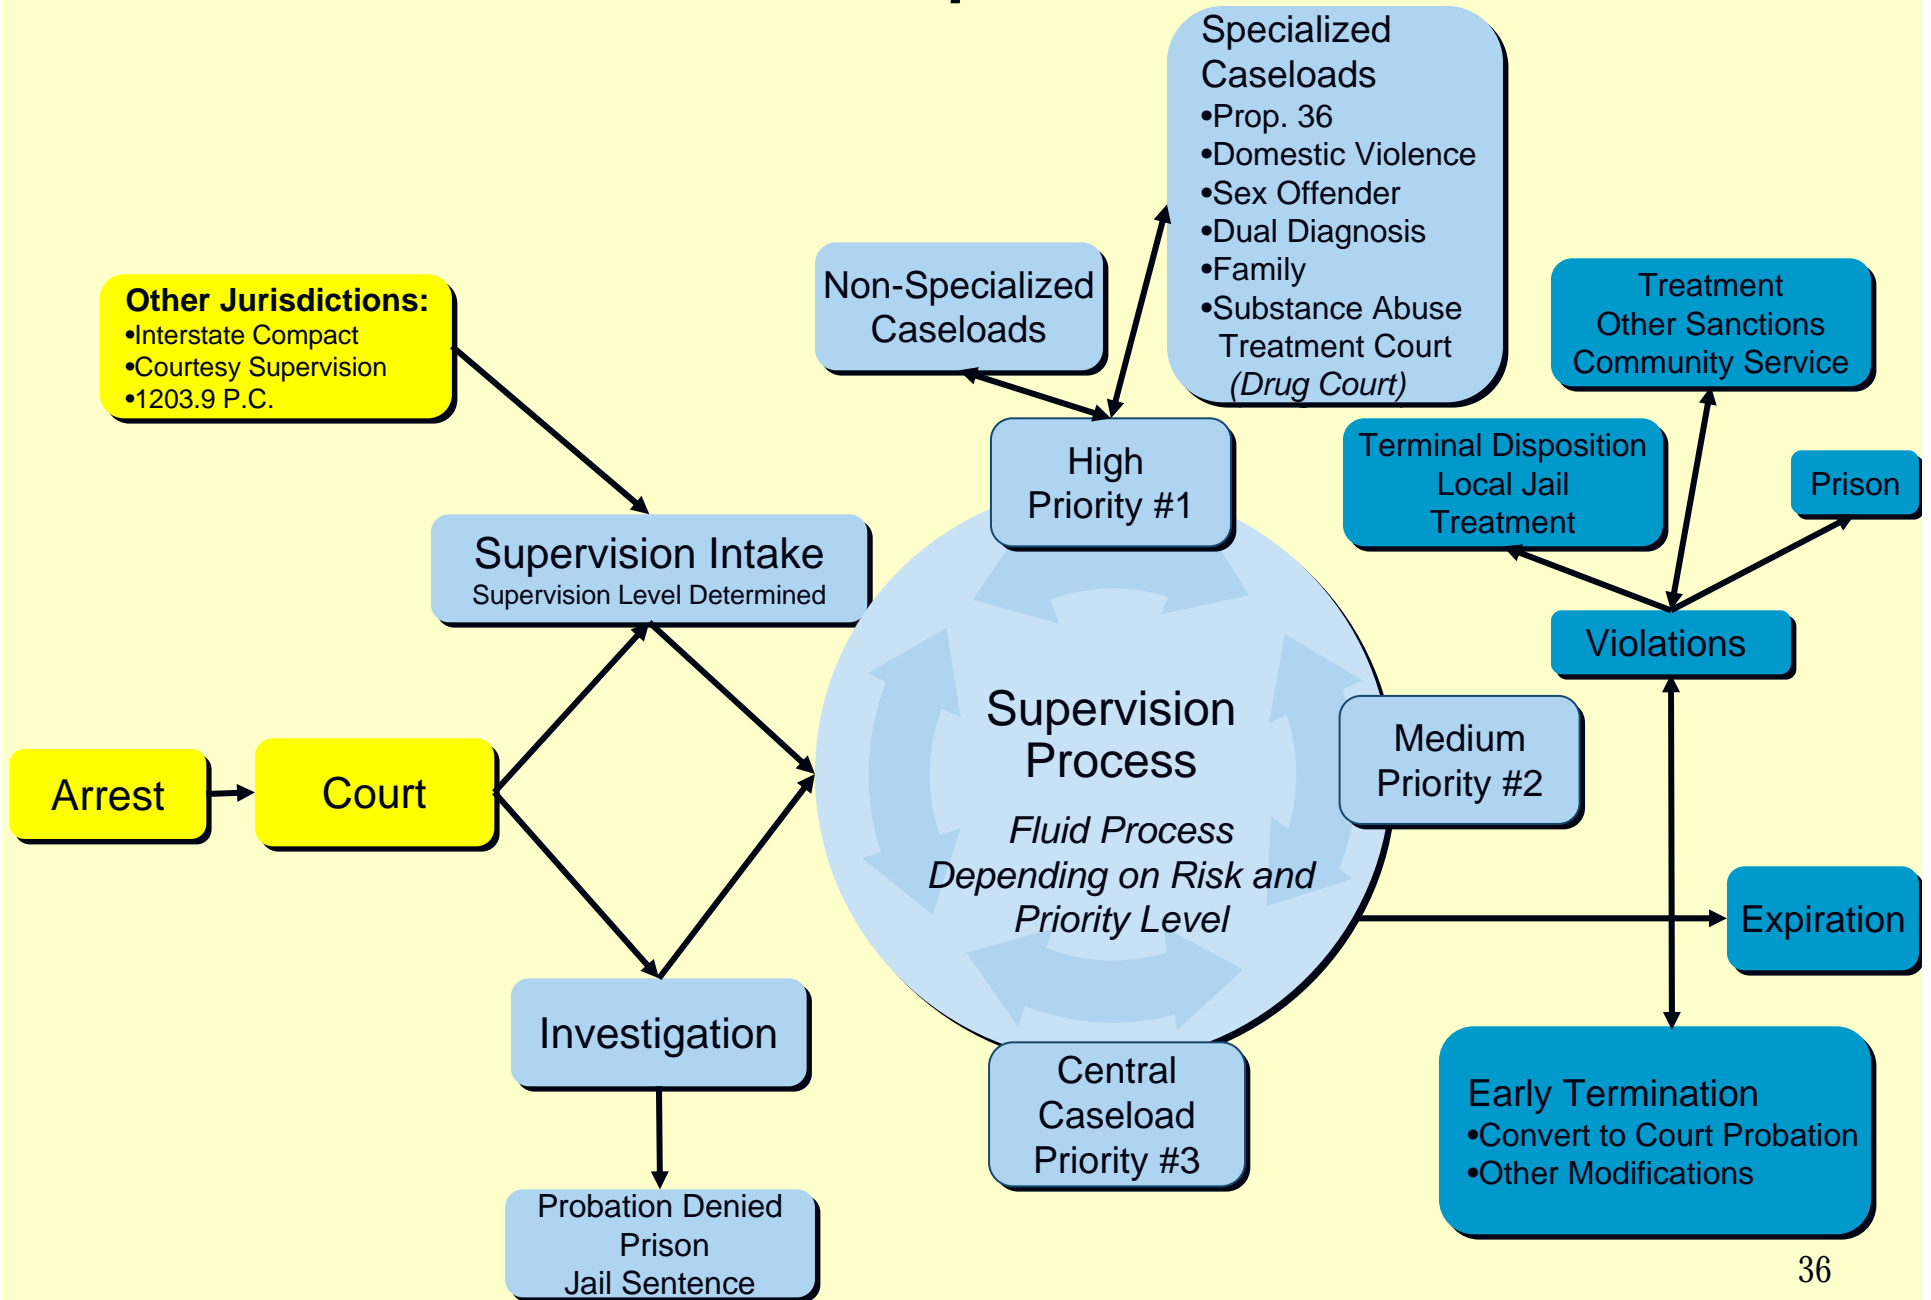 Specialized
Caseloads
•Prop. 36
•Domestic Violence
•Sex Offender
•Dual Diagnosis
•Family
•Substance Abuse
Treatment Court
(Drug Court)
Non-Specialized
Caseloads
Other Jurisdictions:
•Interstate Compact
•Courtesy Supervision
•1203.9 P.C.
Treatment
Other Sanctions
Community Service
High
Priority #1
Terminal Disposition
Local Jail
Treatment
Prison
Supervision Intake
Supervision Level Determined
Violations
Supervision
Process
Fluid Process
Depending on Risk and
Priority Level
Medium
Priority #2
Arrest
Court
Expiration
Investigation
Central
Caseload
Priority #3
Early Termination
•Convert to Court Probation
•Other Modifications
Probation Denied
Prison
Jail Sentence
36